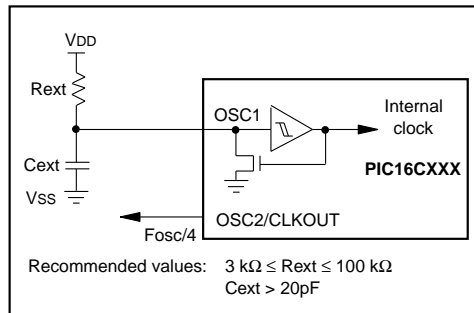 VDD
Rext
OSC1
Internal
clock
Cext
PIC16CXXX
VSS
OSC2/CLKOUT
Fosc/4
Recommended values: 3 kΩ ≤ Rext ≤ 100 kΩ
Cext > 20pF